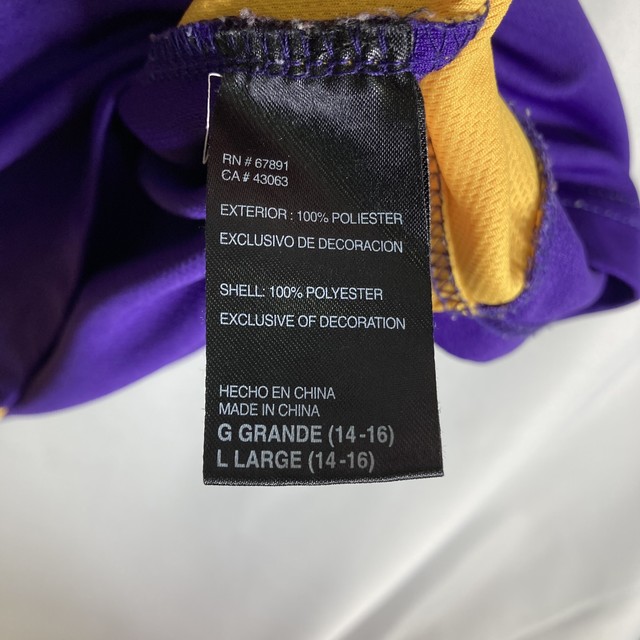 RN # 67891
CA # 43063
EXTERIOR : 100% POLIESTER
EXCLUSIVO DE DECORACION
SHELL: 100% POLYESTER
EXCLUSIVE OF DECORATION
HECHO EN CHINA
MADE IN CHINA
G GRANDE (14-16)
L LARGE (14-16)